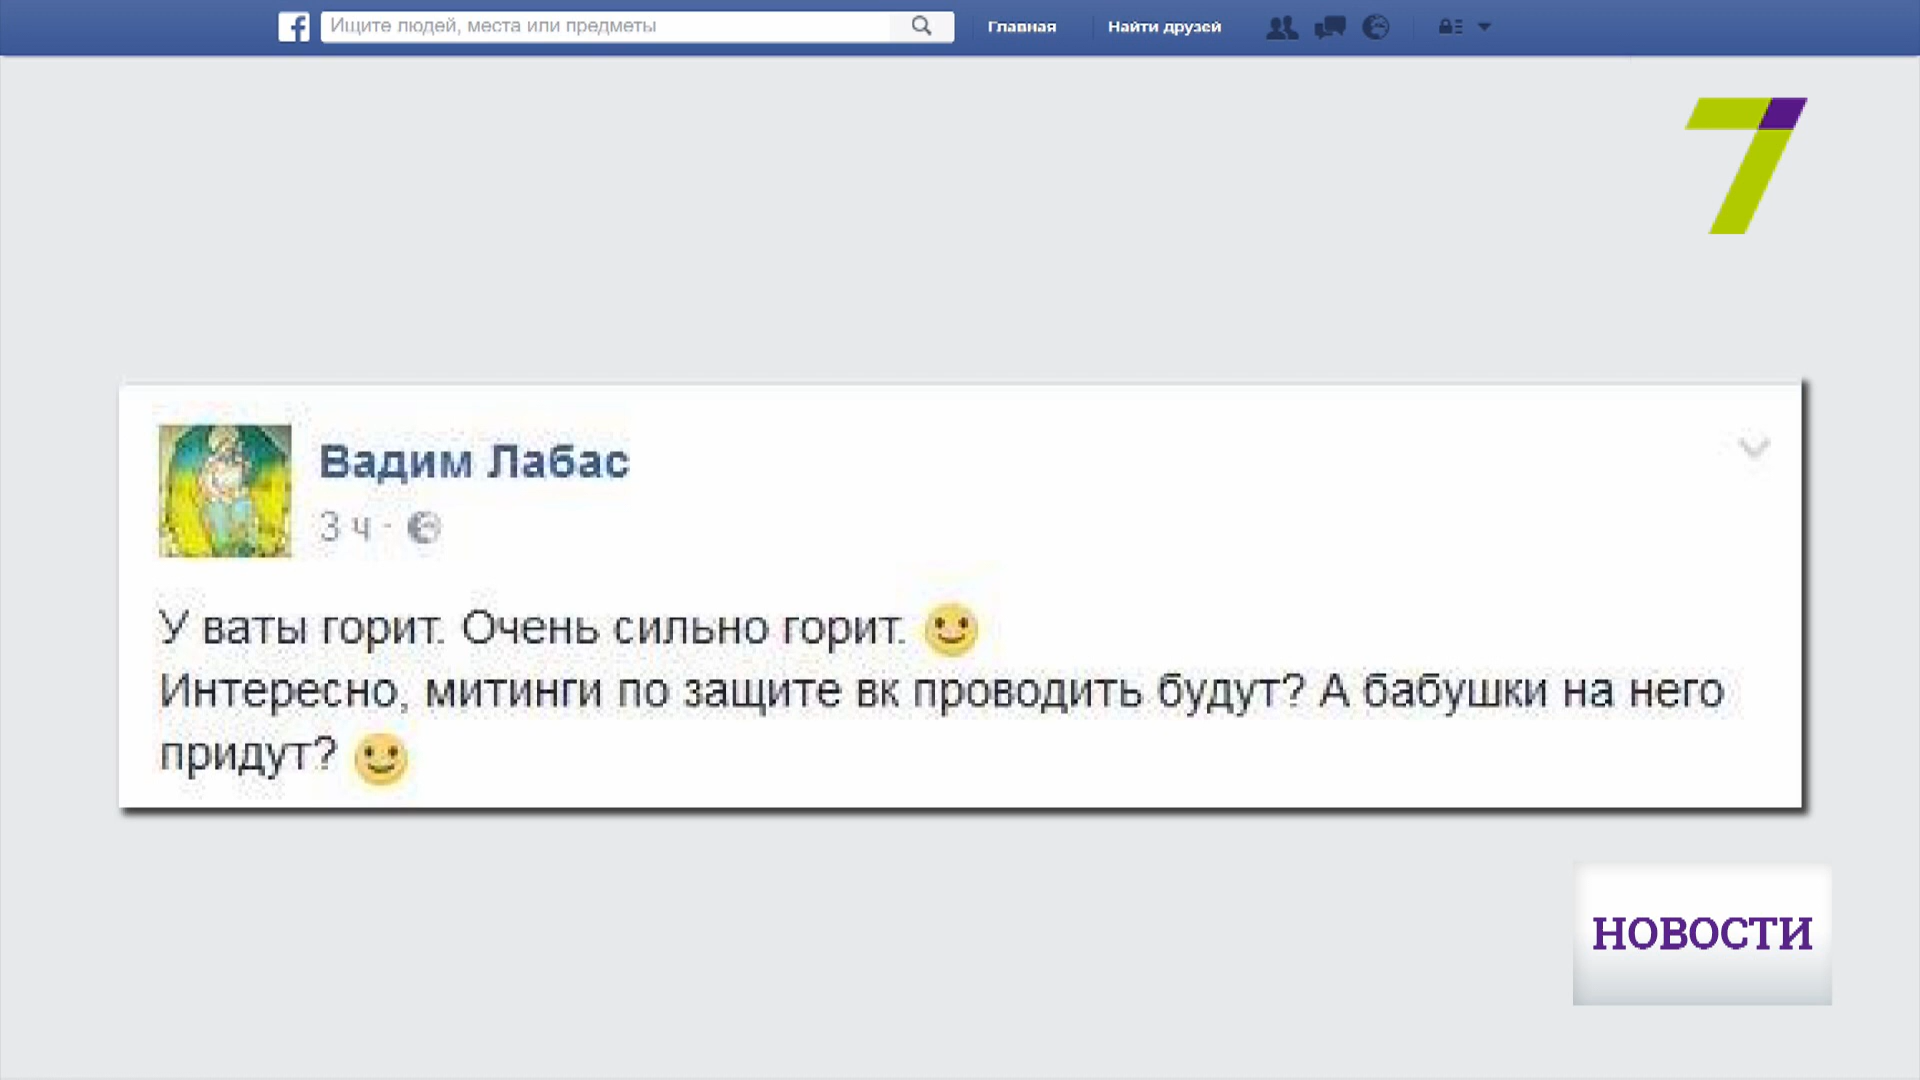 Ищите людей, места или предметы
Главная
Найти друзей
7
Вадим Лабас
3 ч ·
У ваты горит. Очень сильно горит.
Интересно, митинги по защите вк проводить будут? А бабушки на него
придут?
НОВОСТИ